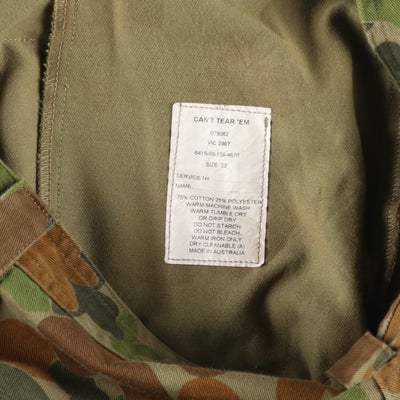 CAN'T TEAR 'EM
079682
VIC 2007
8415-66-136-4670
SIZE: 32
SERVICE No.
NAME:
75% COTTON 25% POLYESTER
WARM MACHINE WASH
WARM TUMBLE DRY
OR DRIP DRY
DO NOT STARCH
DO NOT BLEACH,
WARM IRON ONLY
DRY CLEANABLE (A)
MADE IN AUSTRALIA